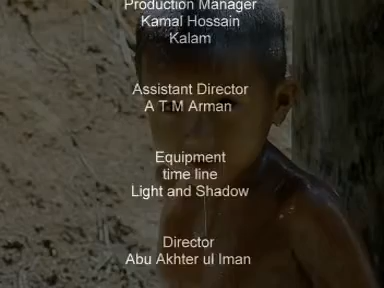 Production Manager
Kamal Hossain
Kalam
Assistant Director
A T M Arman
Equipment
time line
Light and Shadow
Director
Abu Akhter ul Iman